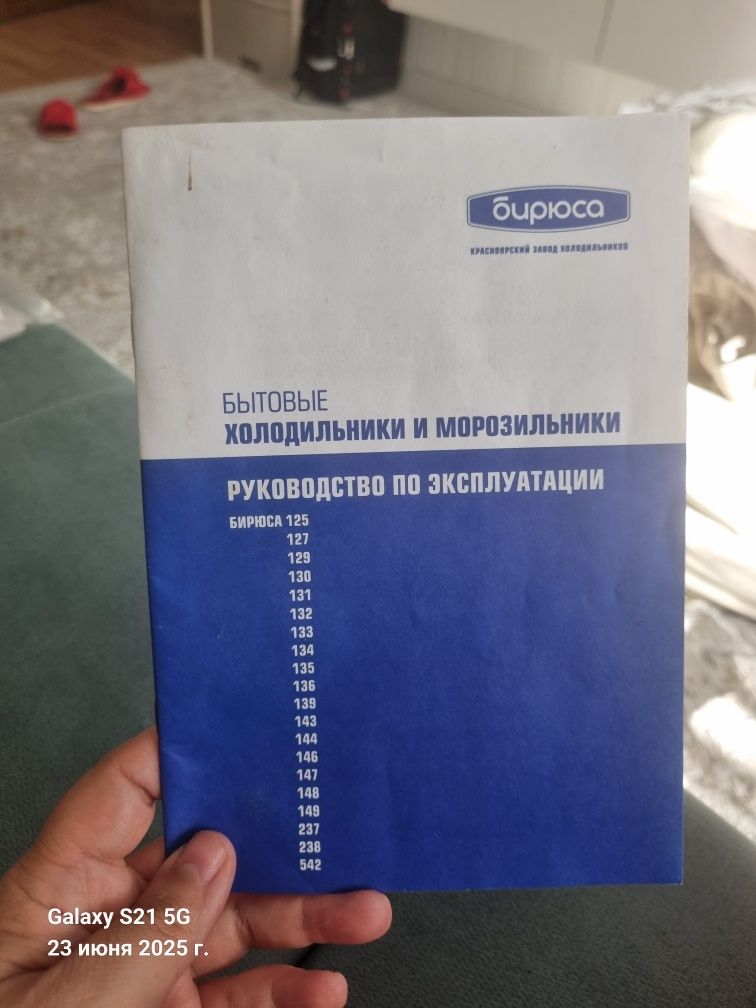 бирюса
КРАСНОЯРСКИЙ ЗАВОД ХОЛОДИЛЬНИКОВ
БЫТОВЫЕ
ХОЛОДИЛЬНИКИ И МОРОЗИЛЬНИКИ
РУКОВОДСТВО ПО ЭКСПЛУАТАЦИИ
БИРЮСА 125
127
129
130
131
132
133
134
135
136
139
143
144
146
147
148
149
237
238
542
Galaxy S21 5G
23 июня 2025 г.